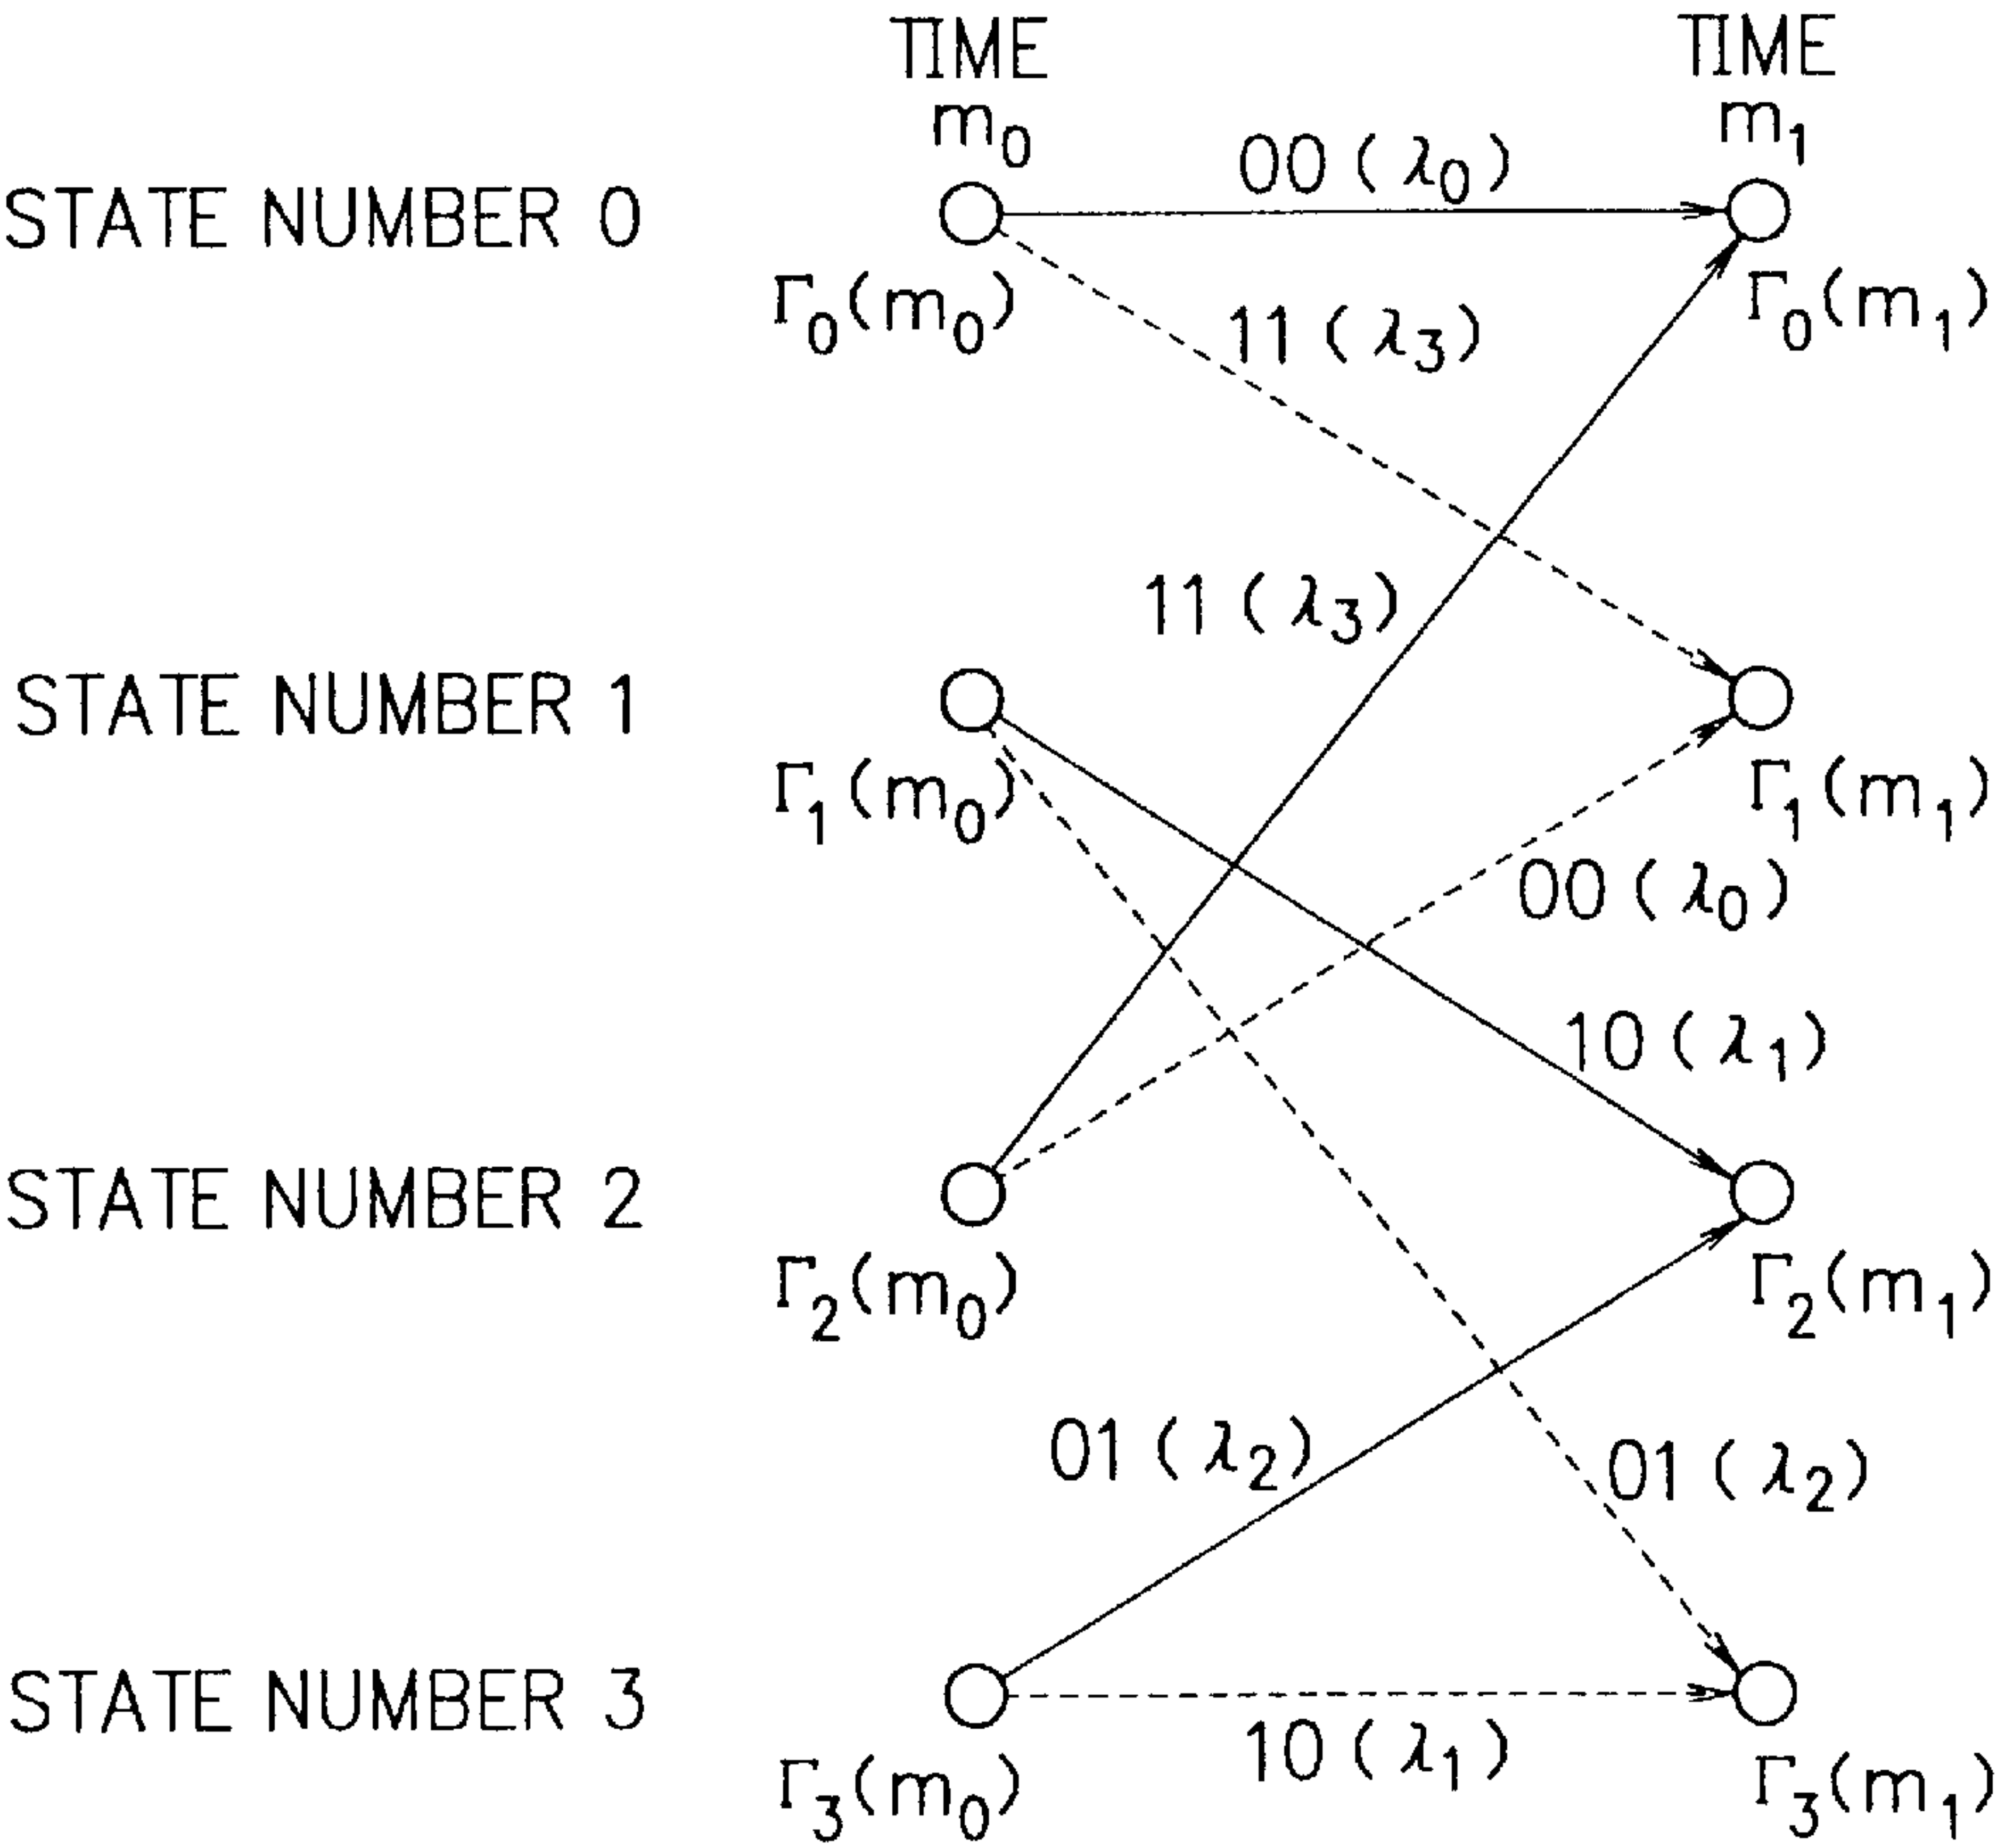 TIME TIME
m0 m1
00 (λ0)
STATE NUMBER 0
Γ0(m0) 11 (λ3) Γ0(m1)
11 (λ3)
STATE NUMBER 1
Γ1(m0) Γ1(m1)
00 (λ0)
10 (λ1)
STATE NUMBER 2
Γ2(m0) Γ2(m1)
01 (λ2) 01 (λ2)
STATE NUMBER 3
10 (λ1)
Γ3(m0) Γ3(m1)